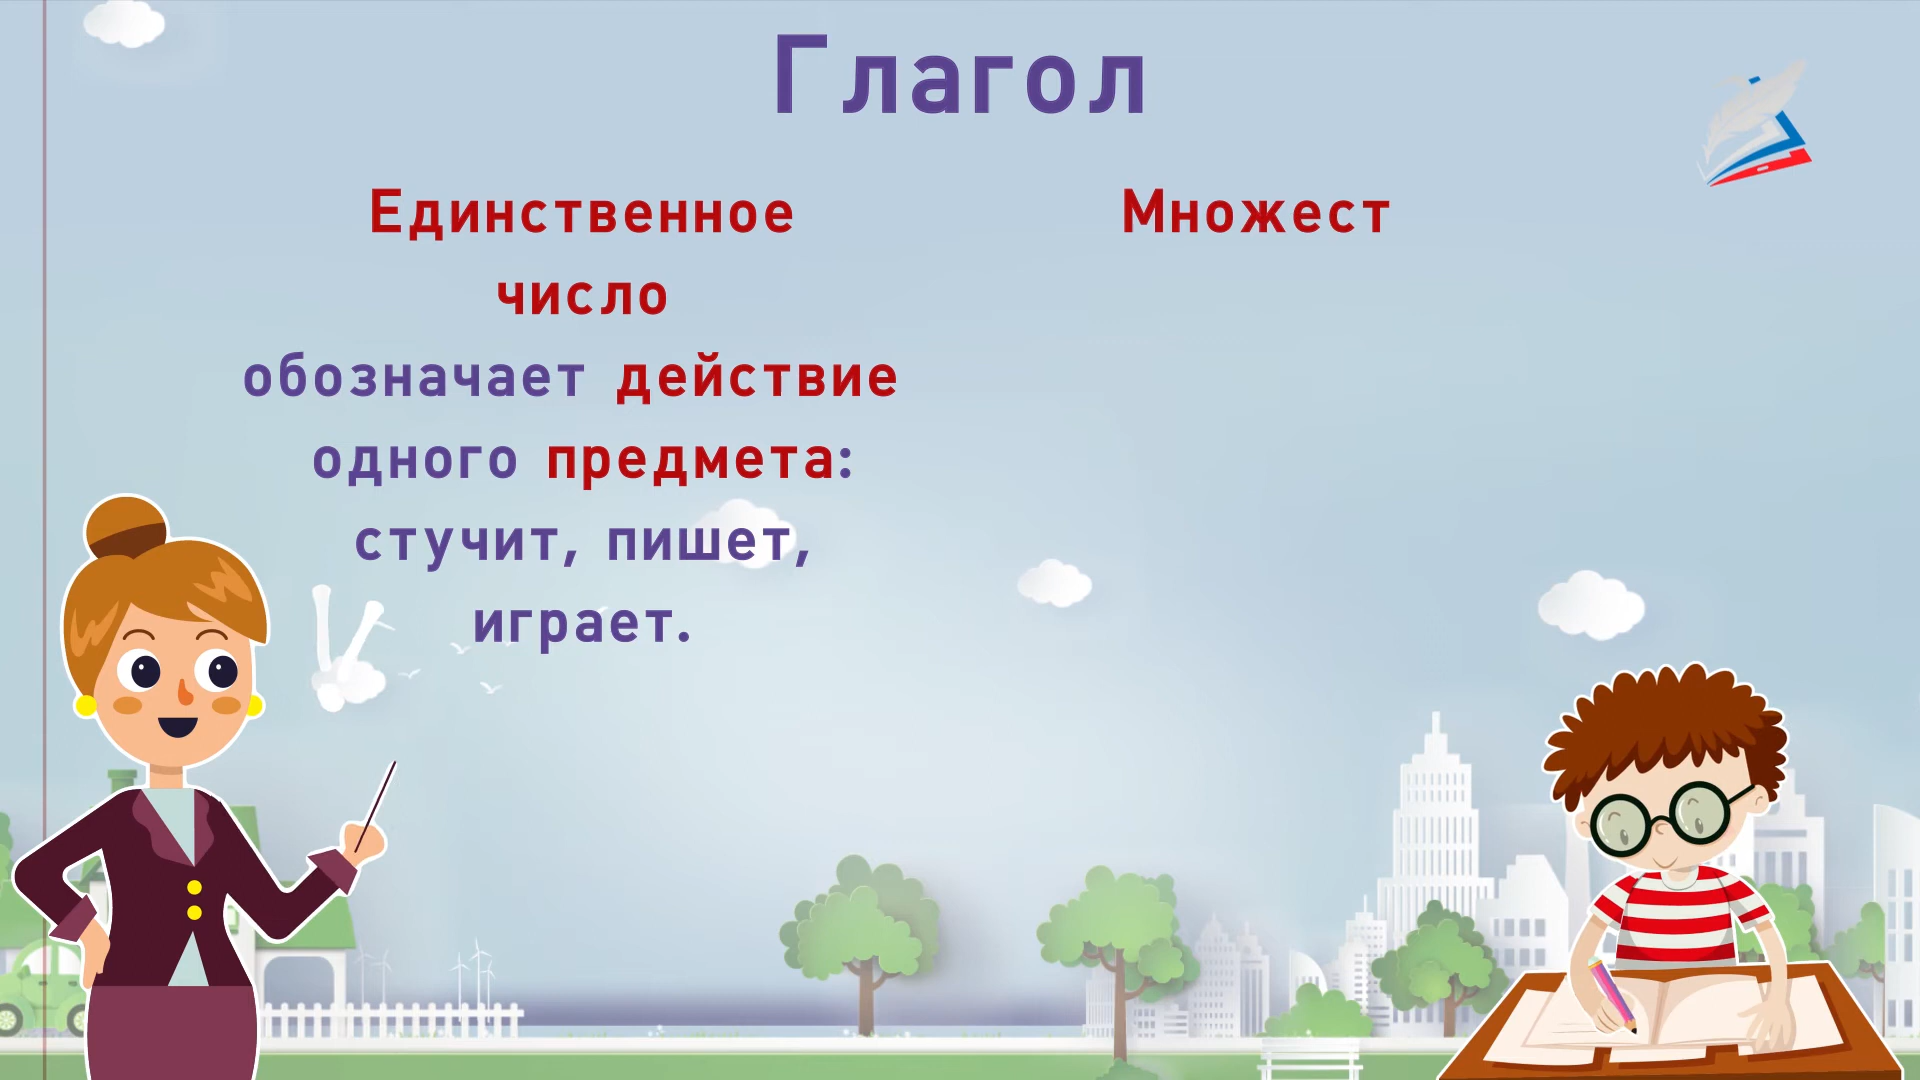 Глагол
Единственное
число
обозначает действие
одного предмета:
стучит, пишет,
играет.
Множест